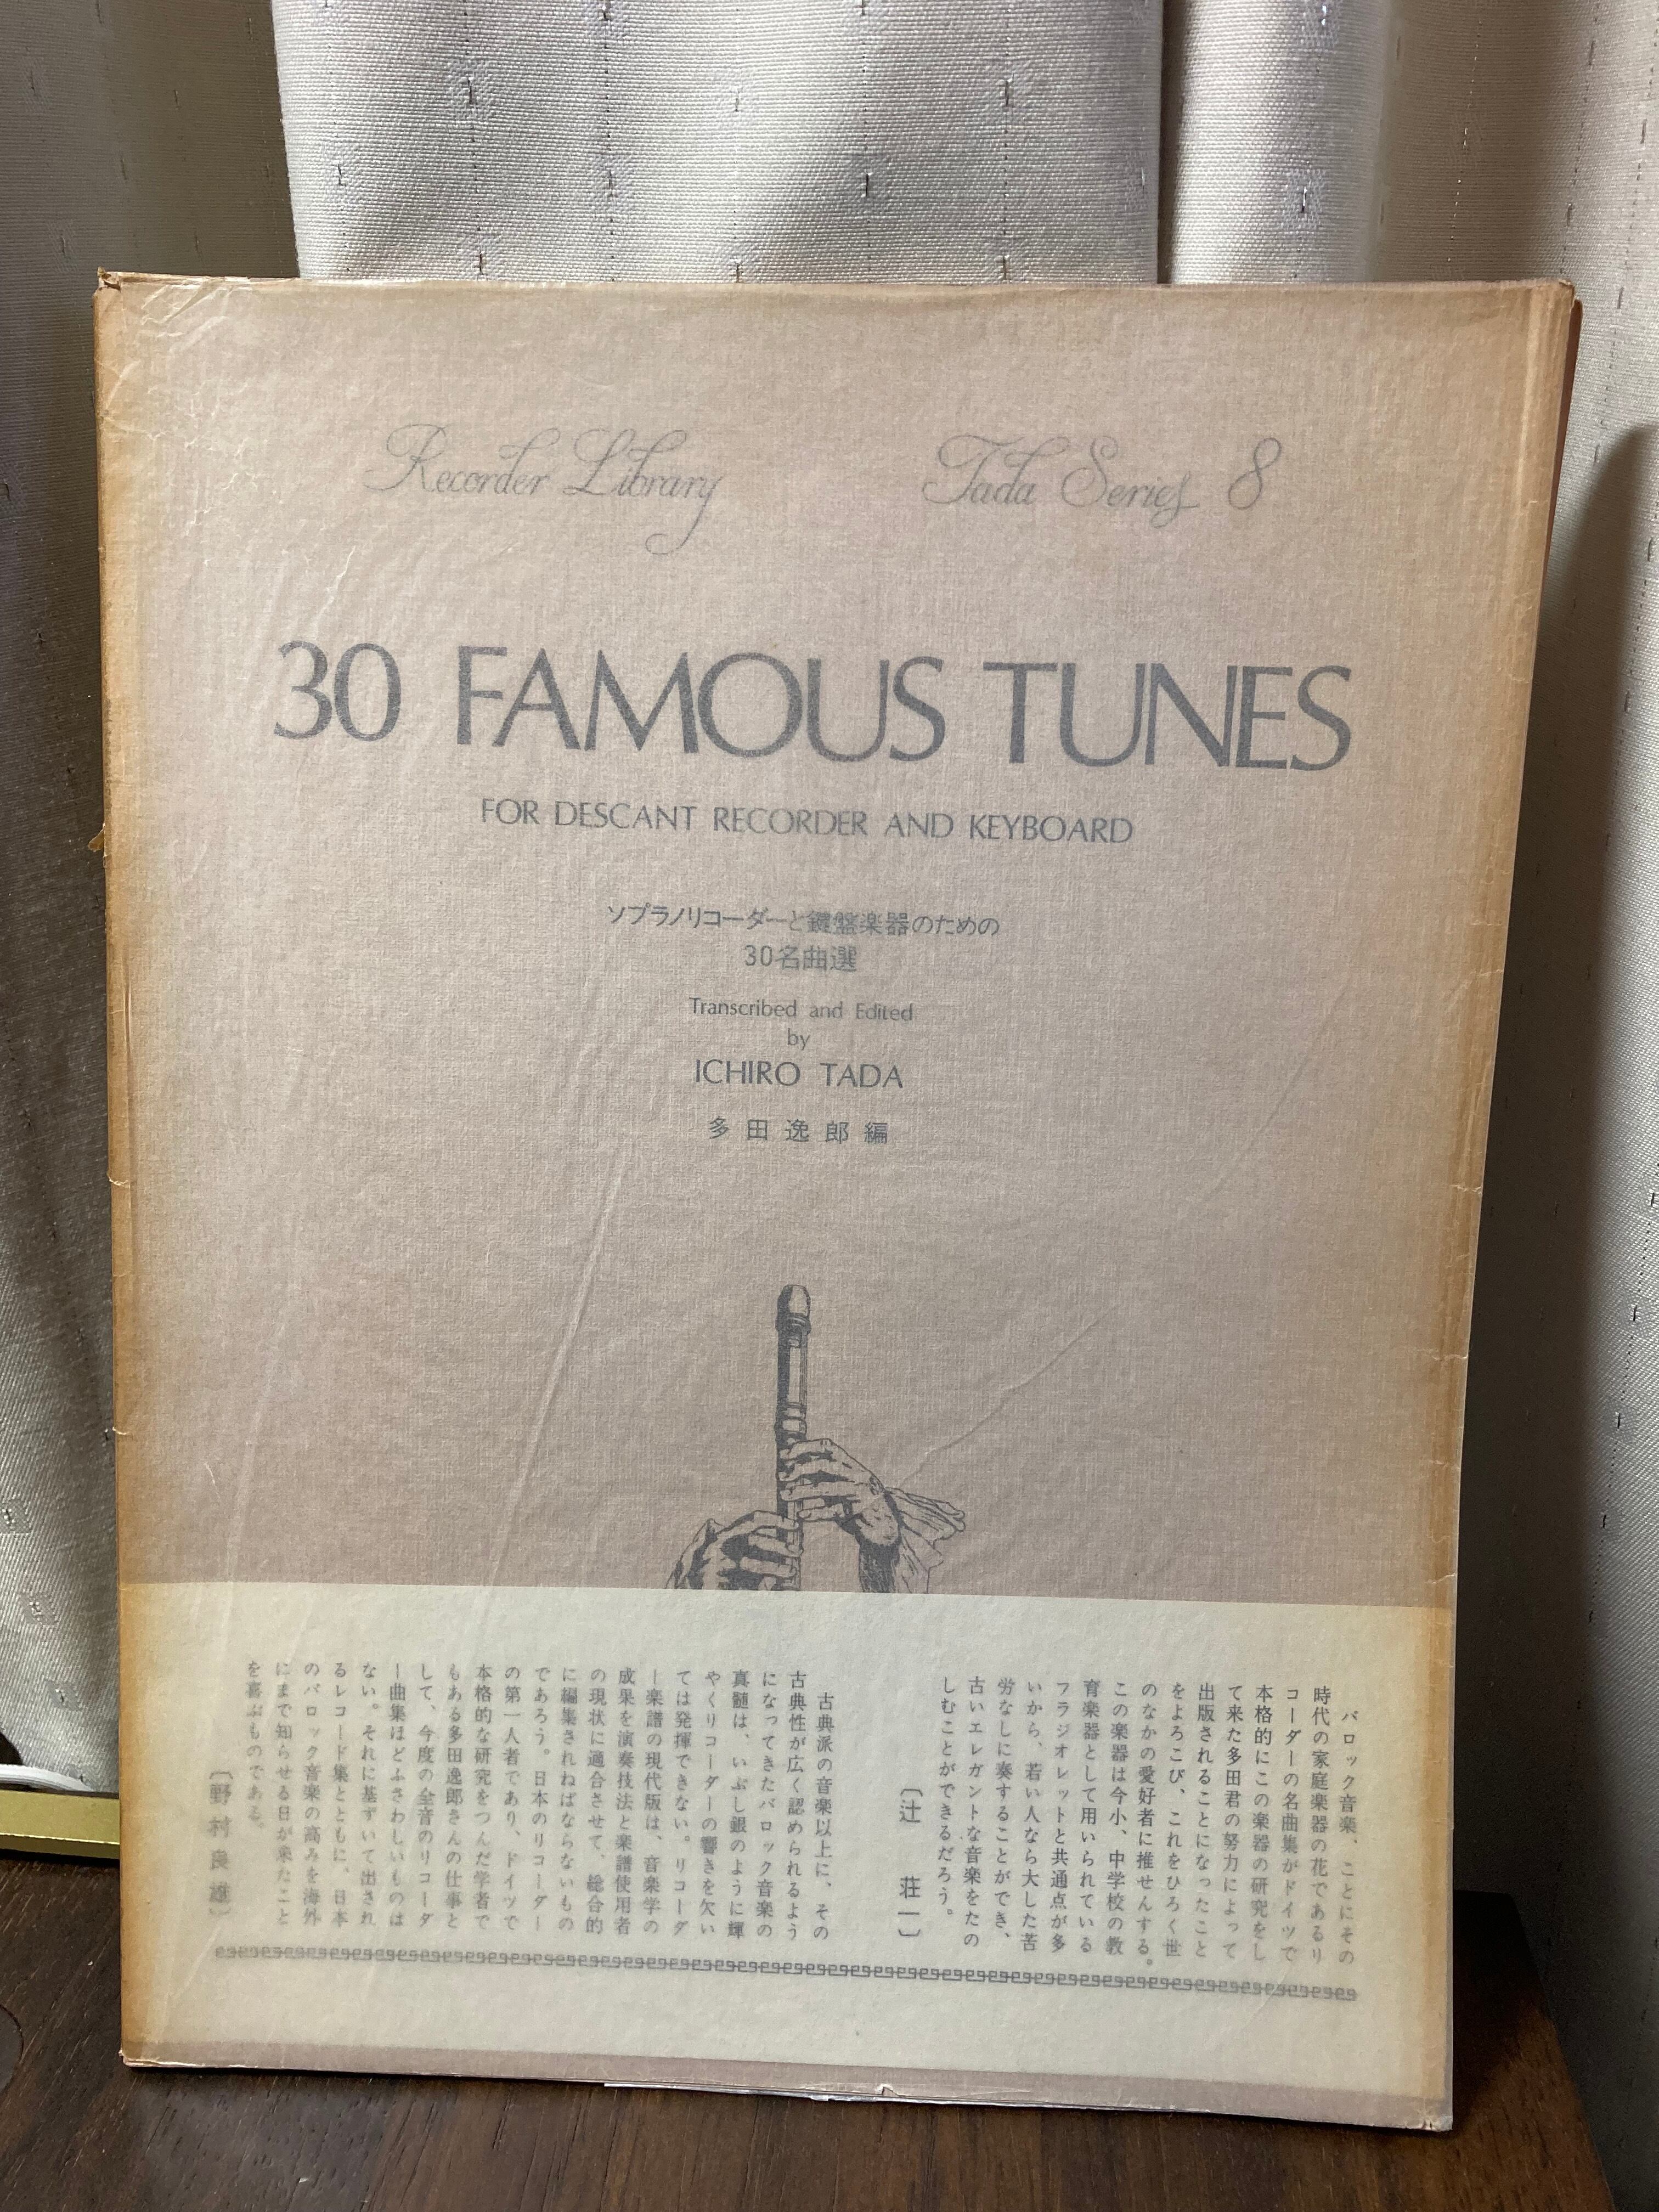 Recorder Library
Tada Series 8
30 FAMOUS TUNES
FOR DESCANT RECORDER AND KEYBOARD
ソプラノリコーダーと鍵盤楽器のための
30名曲選
Transcribed and Edited
by
ICHIRO TADA
多田逸郎編
バロック音楽、ことにその
時代の家庭楽器の花であるリ
コーダーの名曲集がドイツで
本格的にこの楽器の研究をし
て来た多田君の努力によって
出版されることになったこと
をよろこび、これをひろく世
のなかの愛好者に推せんする。
この楽器は今小、中学校の教
育楽器として用いられている
フラジオレットと共通点が多
いから、若い人なら大した苦
労なしに奏することができ、
古いエレガントな音楽をたの
しむことができるだろう。
〔辻 荘一〕
古典派の音楽以上に、その
古典性が広く認められるよう
になってきたバロック音楽の
真髄は、いぶし銀のように輝
やくリコーダーの響きを欠い
ては発揮できない。リコーダ
ー楽譜の現代版は、音楽学の
成果を演奏技法と楽譜使用者
の現状に適合させて、総合的
に編集されねばならないもの
であろう。日本のリコーダー
の第一人者であり、ドイツで
本格的な研究をつんだ学者で
もある多田逸郎さんの仕事と
して、今度の全音のリコーダ
ー曲集ほどふさわしいものは
ない。それに基ずいて出され
るレコード集とともに、日本
のバロック音楽の高みを海外
にまで知らせる日が来たこと
を喜ぶものである。
〔野村良雄〕